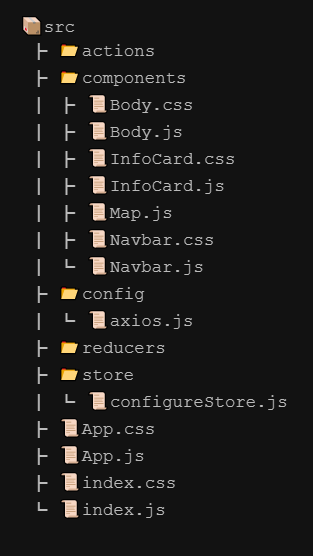 src
actions
components
Body.css
Body.js
InfoCard.css
InfoCard.js
Map.js
Navbar.css
Navbar.js
config
axios.js
reducers
store
configureStore.js
App.css
App.js
index.css
index.js